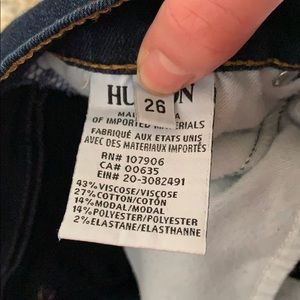 26
OF IMPORTED MATERIALS
FABRIQUÉ AUX ÉTATS UNIS
AVEC DES MATERIAUX IMPORTÉS
RN# 107906
CA# 00635
EIN# 20-3082491
43% VISCOSE/VISCOSE
27% COTTON/COTON
14% MODAL/MODAL
14% POLYESTER/POLYESTER
2% ELASTANE/ELASTHANNE